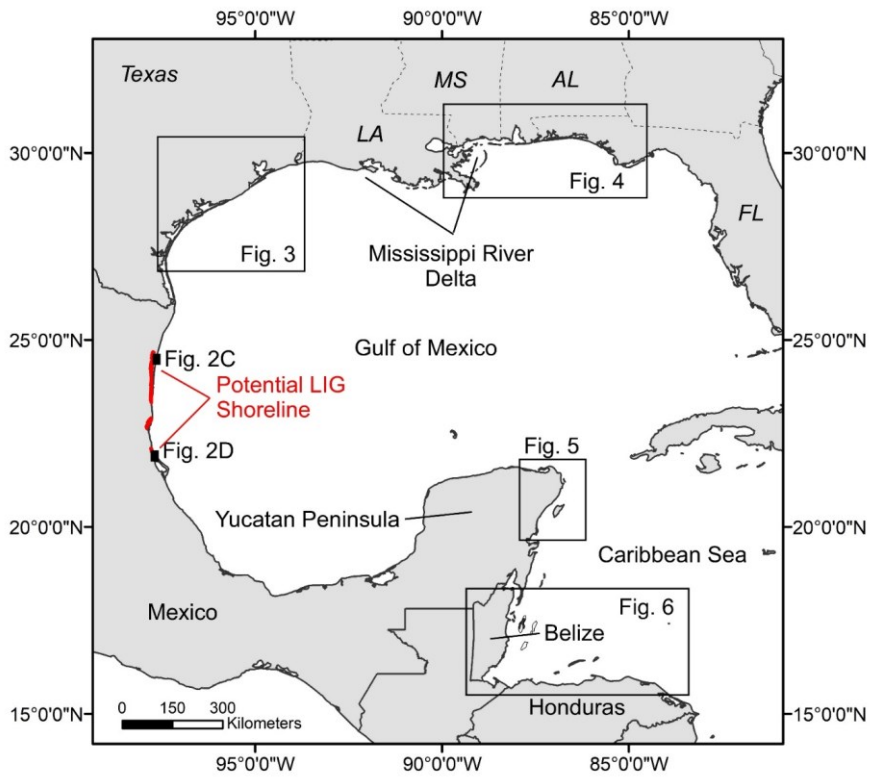 95°0'0"W 90°0'0"W 85°0'0"W
Texas
MS
AL
LA
30°0'0"N
30°0'0"N
Fig. 4
FL
Fig. 3
Mississippi River
Delta
25°0'0"N
25°0'0"N
Gulf of Mexico
Fig. 2C
Potential LIG
Shoreline
Fig. 2D
Fig. 5
20°0'0"N
20°0'0"N
Yucatan Peninsula
Caribbean Sea
Fig. 6
Mexico
Belize
Honduras
0 150 300
Kilometers
15°0'0"N
15°0'0"N
95°0'0"W 90°0'0"W 85°0'0"W